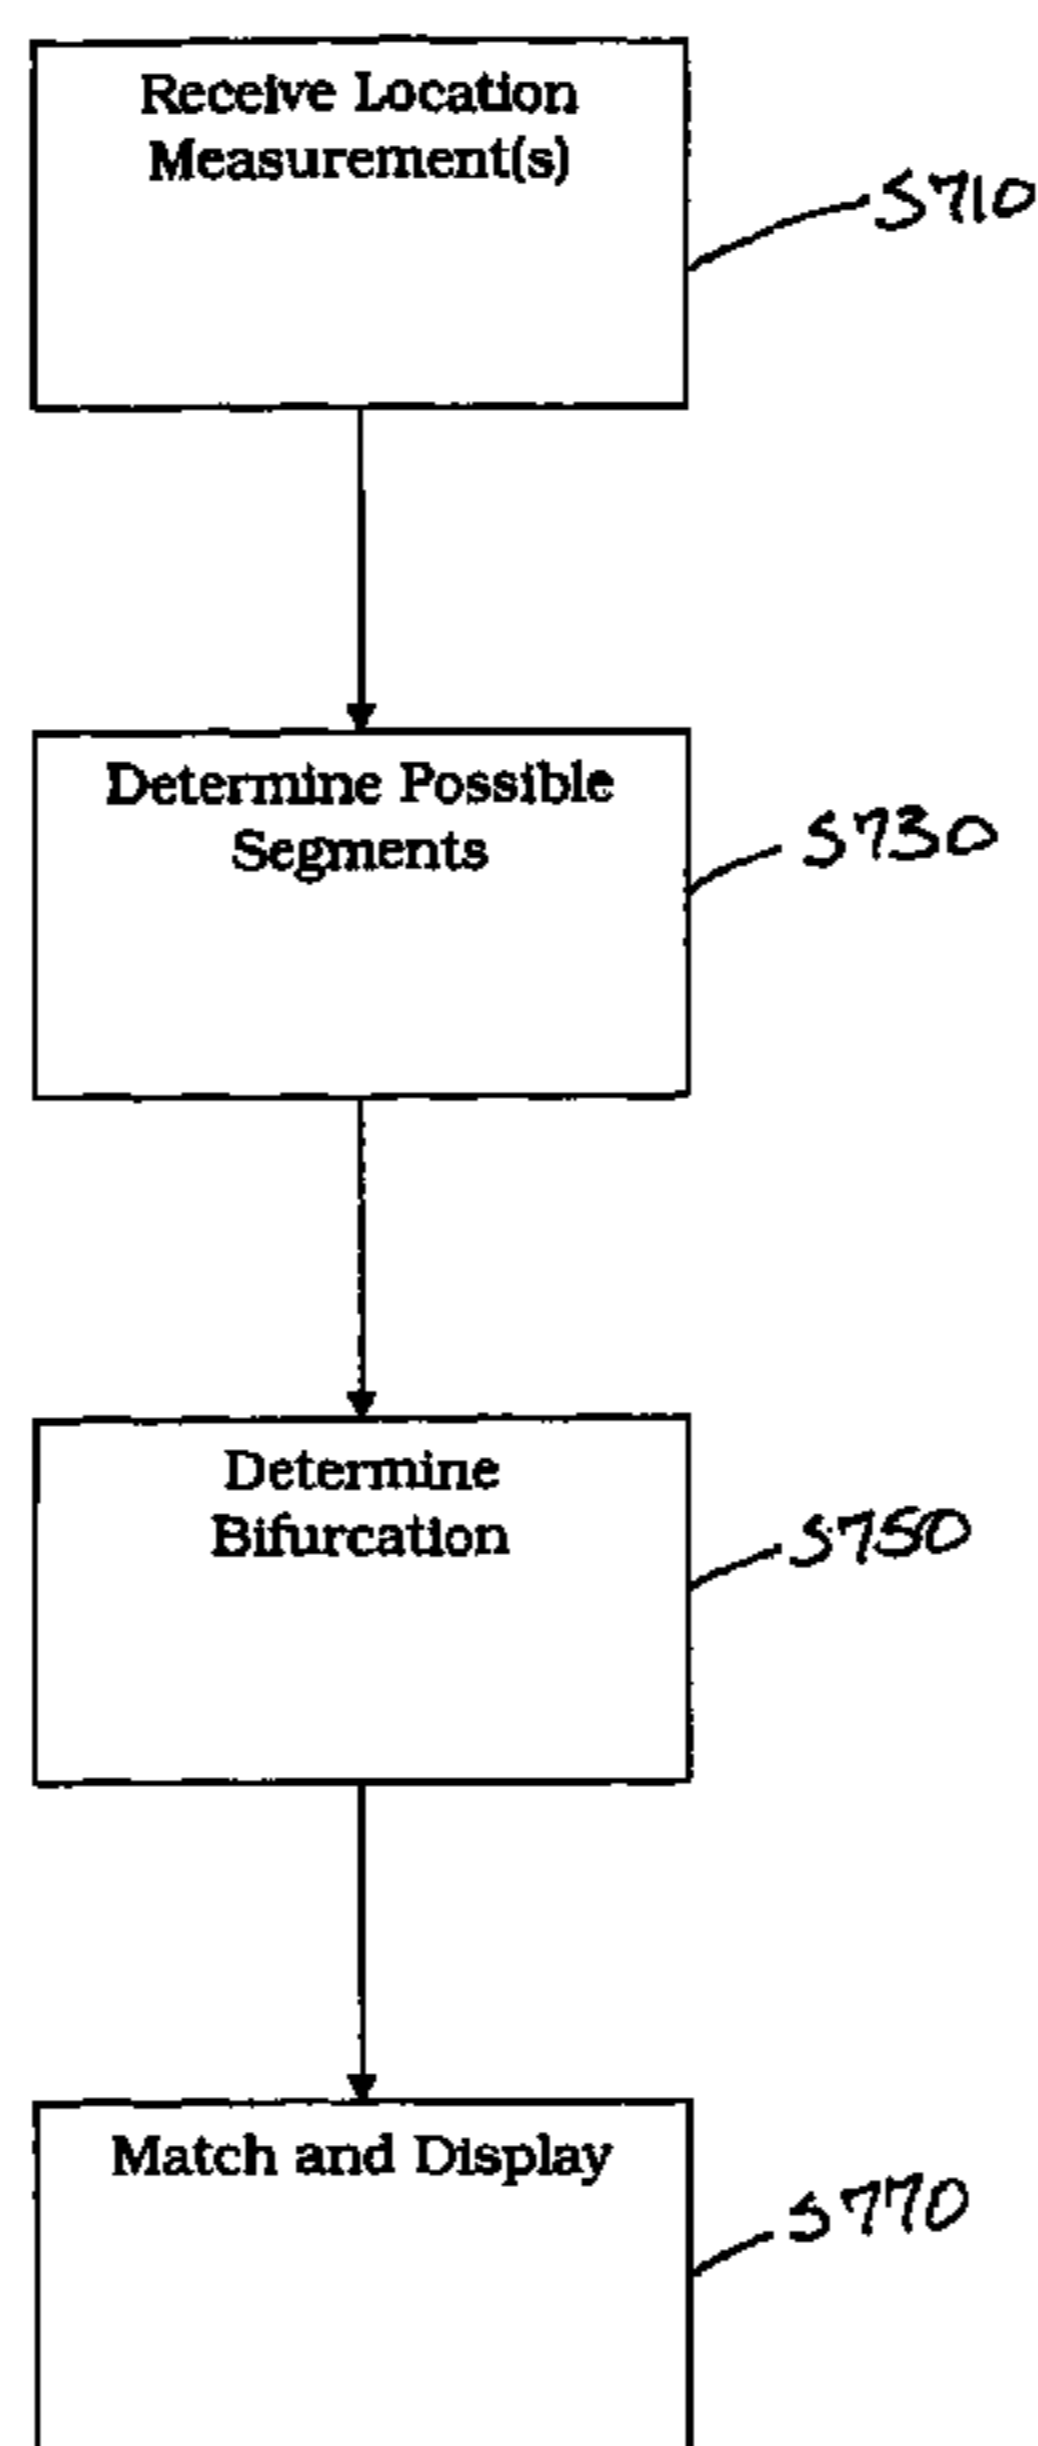 Receive Location
Measurement(s)
S710
Determine Possible
Segments
S730
Determine
Bifurcation
S750
Match and Display
S770